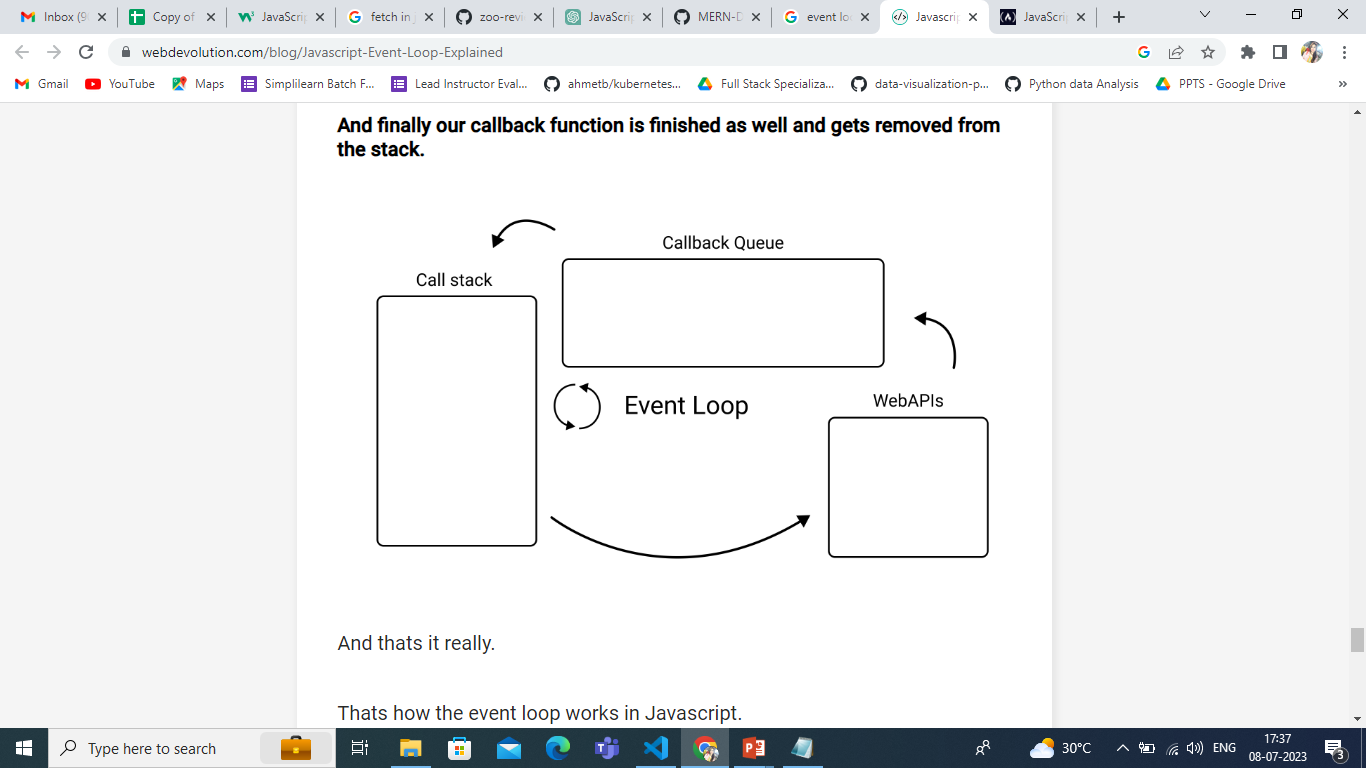 Inbox (9
Copy of
JavaScrip
fetch in j
zoo-revi
JavaScrip
MERN-D
event lo
Javascrip
JavaScrip
webdevolution.com/blog/Javascript-Event-Loop-Explained
Gmail
YouTube
Maps
Simplilearn Batch F...
Lead Instructor Eval...
ahmetb/kubernetes...
Full Stack Specializa...
data-visualization-p...
Python data Analysis
PPTS - Google Drive
»
And finally our callback function is finished as well and gets removed from
the stack.
Callback Queue
Call stack
Event Loop
WebAPIs
And thats it really.
Thats how the event loop works in Javascript.
Type here to search
30°C
ENG
17:37
08-07-2023
3